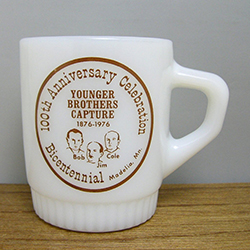 100th Anniversary Celebration
YOUNGER
BROTHERS
CAPTURE
1876-1976
Bob
Jim
Cole
Bicentennial
Madelia, Mn.